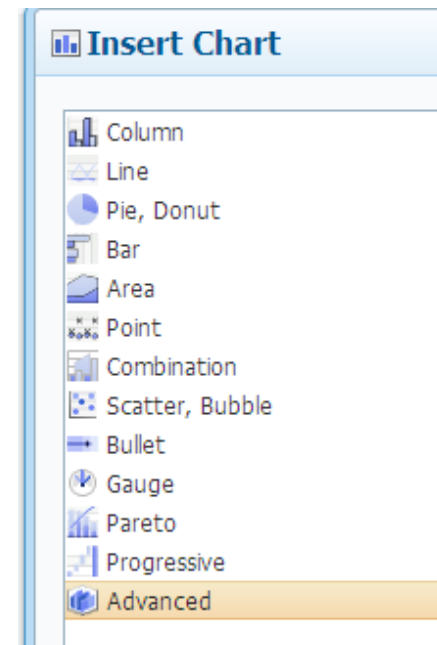 Insert Chart
Column
Line
Pie, Donut
Bar
Area
Point
Combination
Scatter, Bubble
Bullet
Gauge
Pareto
Progressive
Advanced